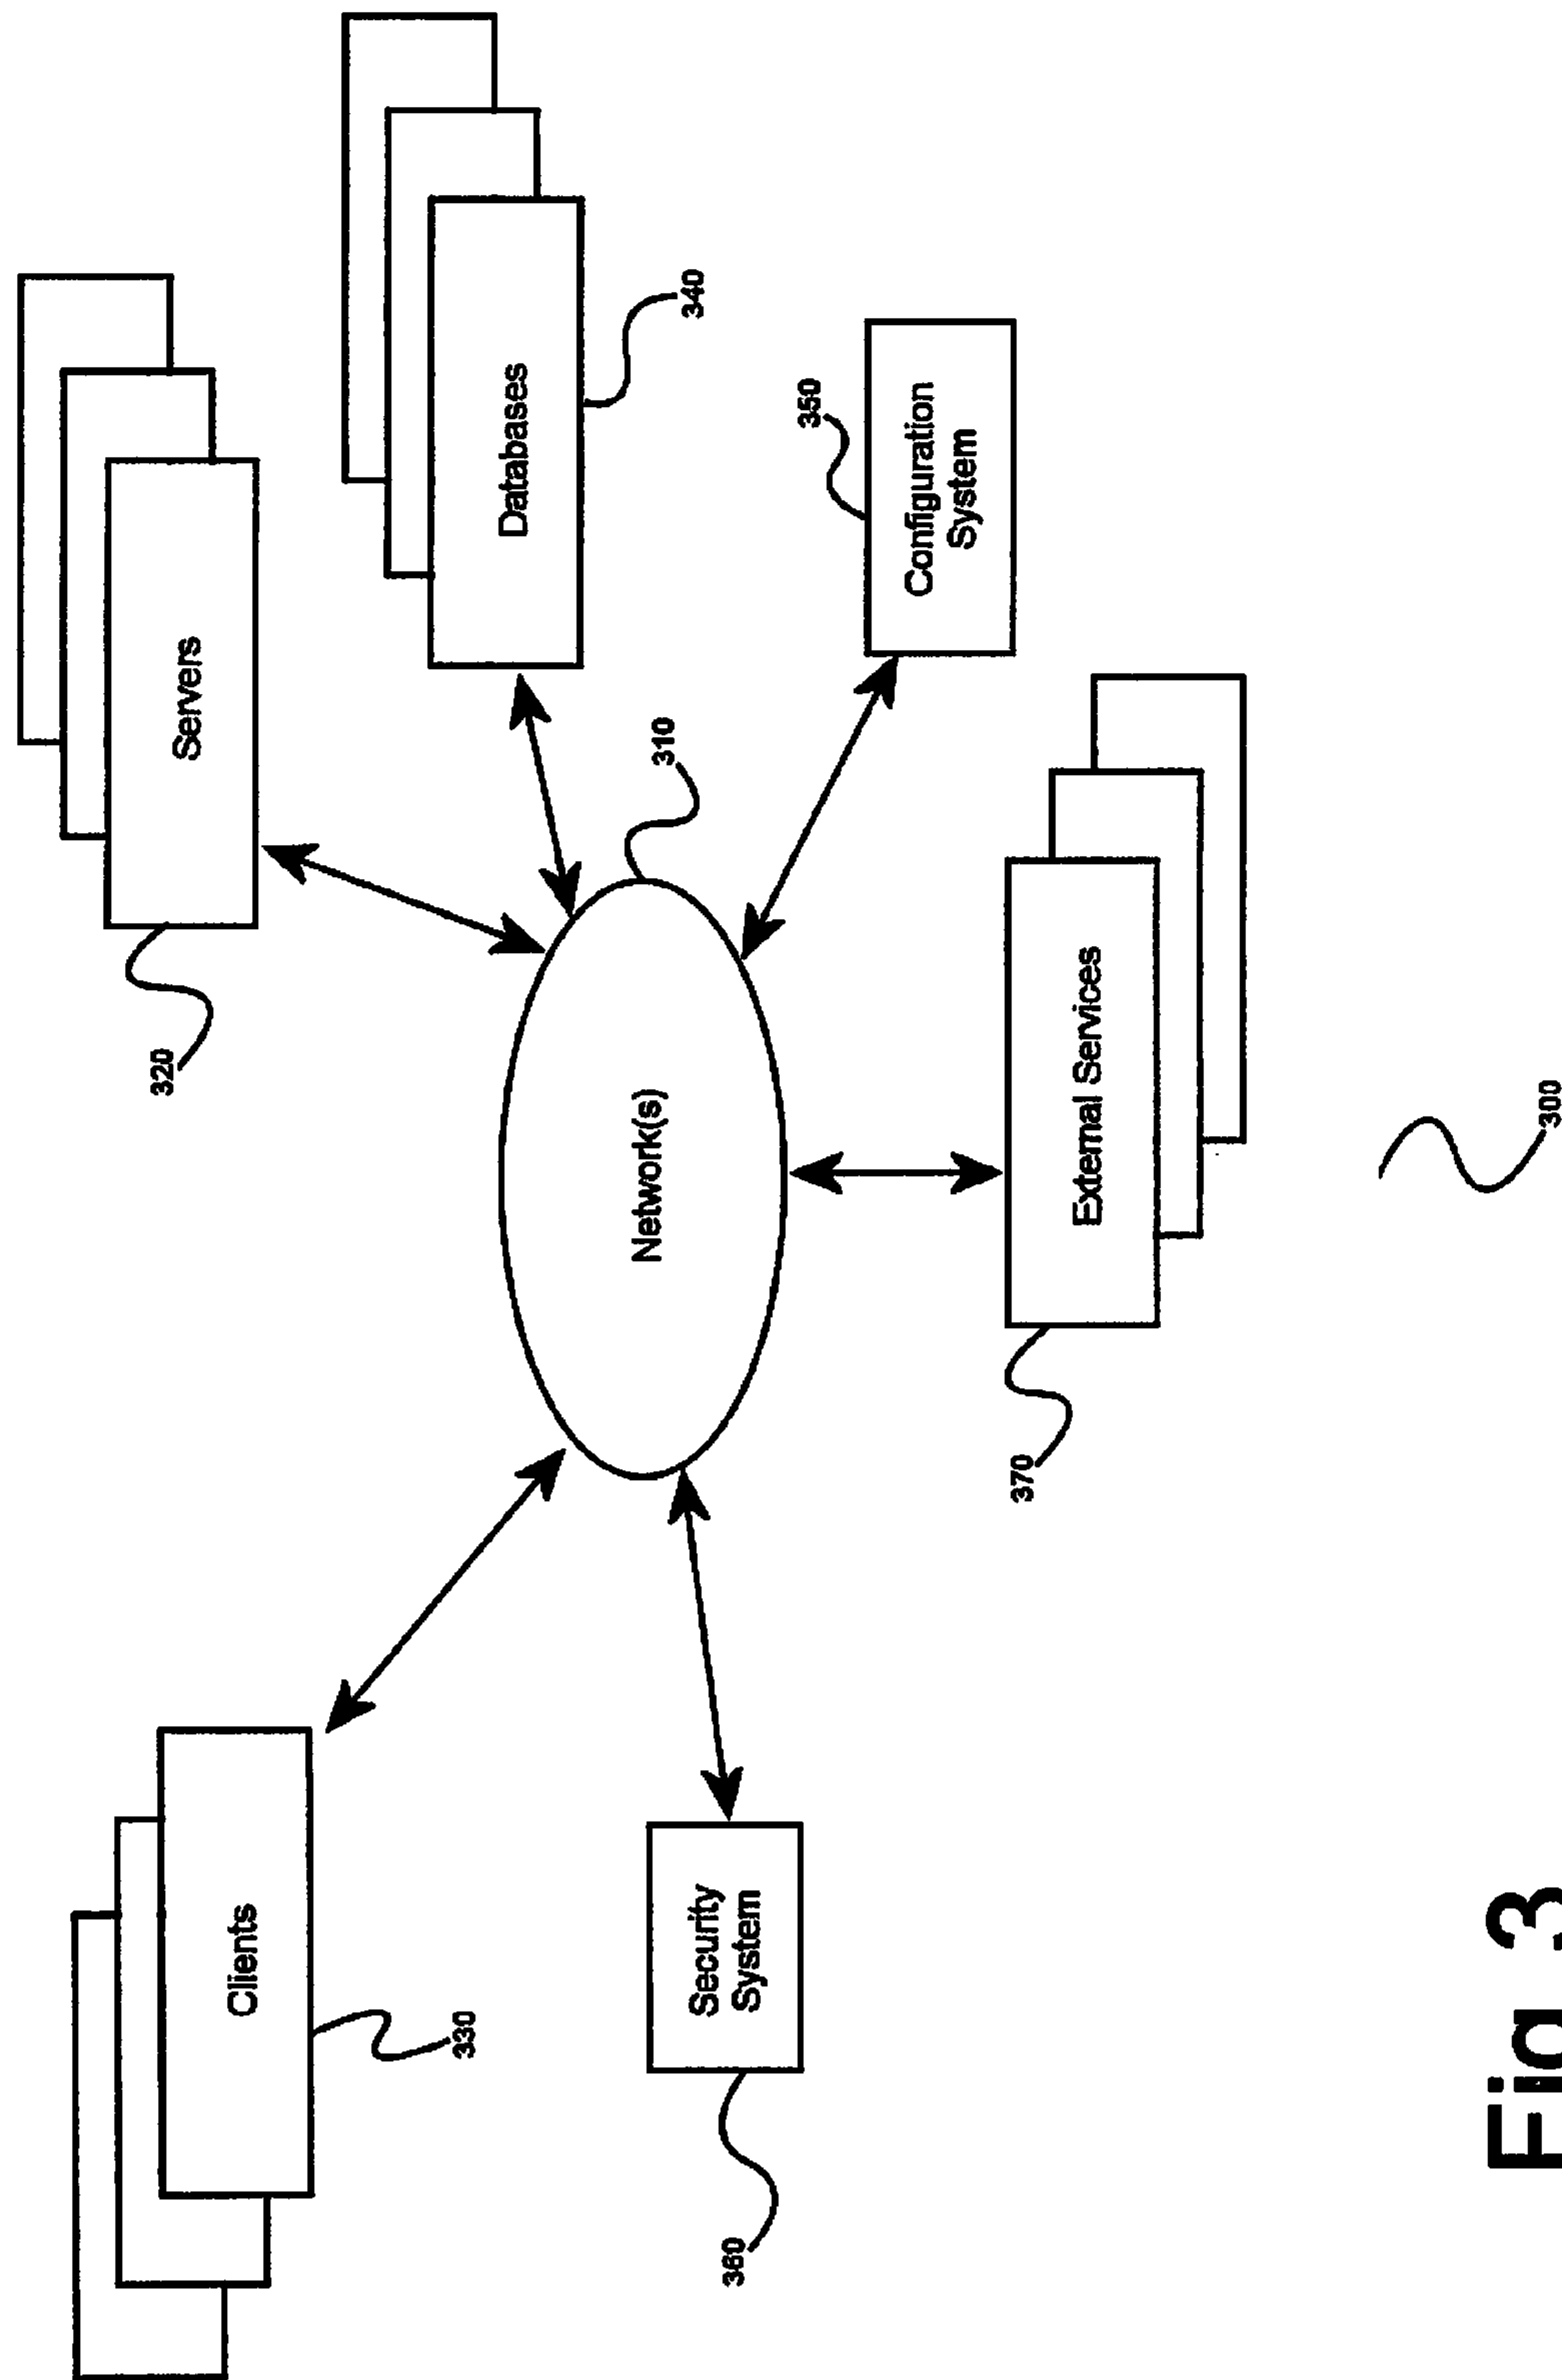 Servers
320
Clients
330
Databases
340
Network(s)
310
Security
System
360
Configuration
System
350
External Services
370
300
Fig. 3